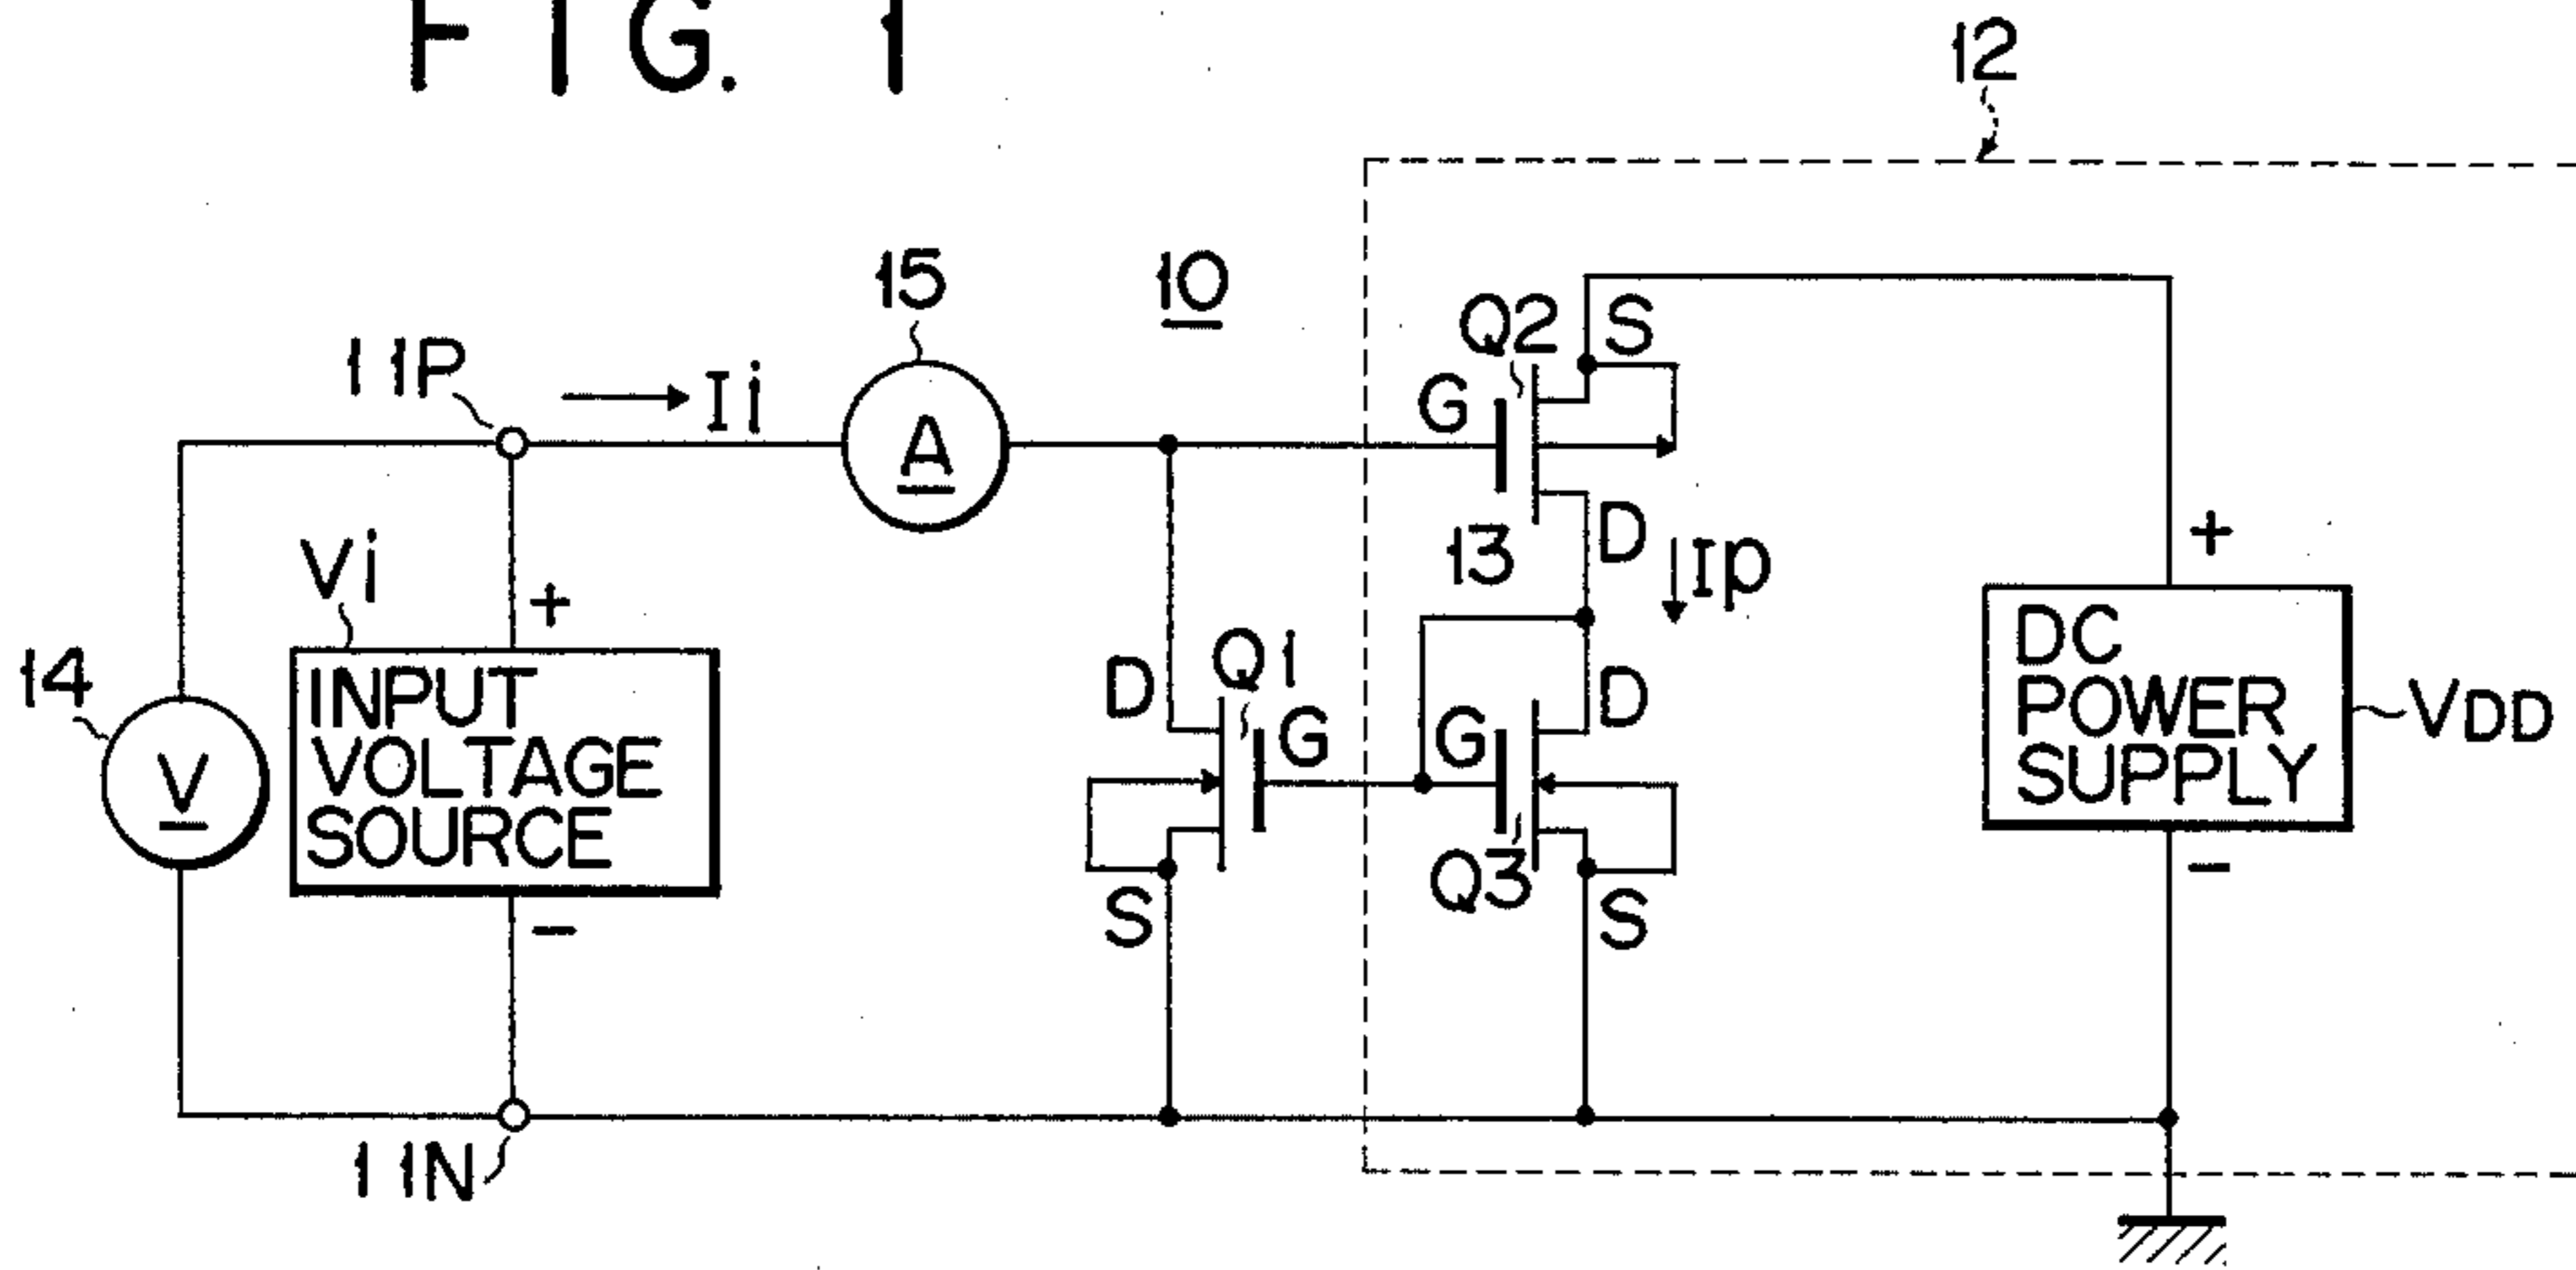 FIG. 1
12
15
10
11P
Ii
A
Q2
S
G
D
13
Ip
Vi
+
+
14
V
INPUT
VOLTAGE
SOURCE
D
Q1
G
G
D
DC
POWER
SUPPLY
VDD
S
Q3
S
-
-
11N